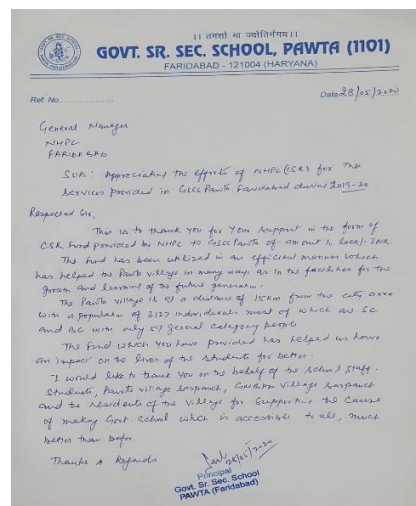 ।। तमसो मा ज्योतिर्गमय।।
GOVT. SR. SEC. SCHOOL, PAWTA (1101)
FARIDABAD - 121004 (HARYANA)
Ref. No.................... Date 28/05/2020
General Manager
NHPC
FARIDABAD
SUB: Appreciating the efforts of NHPC (CSR) for the
services provided in GSSS Pawta, Faridabad during 2019-20
Respected Sir,
This is to thank you for your support in the form of
CSR fund provided by NHPC to GSSS Pawta of amount
The fund has been utilized in an efficient manner which
has helped the Pawta village in many ways as in the facilities for the
growth and learning of the future generation.
The Pawta village is at a distance of 15 km from the city area
with a population of 3127 individuals most of which are SC
and BC with only 51 general category people
The Fund which you have provided has helped us have
an impact on the lives of the students for better.
I would like to thank you on the behalf of the school staff,
students, Pawta village sarpanch, village sarpanch
and the residents of the village for supporting the cause
of making Govt. school which is accessible to all, much
better than before
Thanks & Regards
28/05/2020
Principal
Govt. Sr. Sec. School
PAWTA (Faridabad)